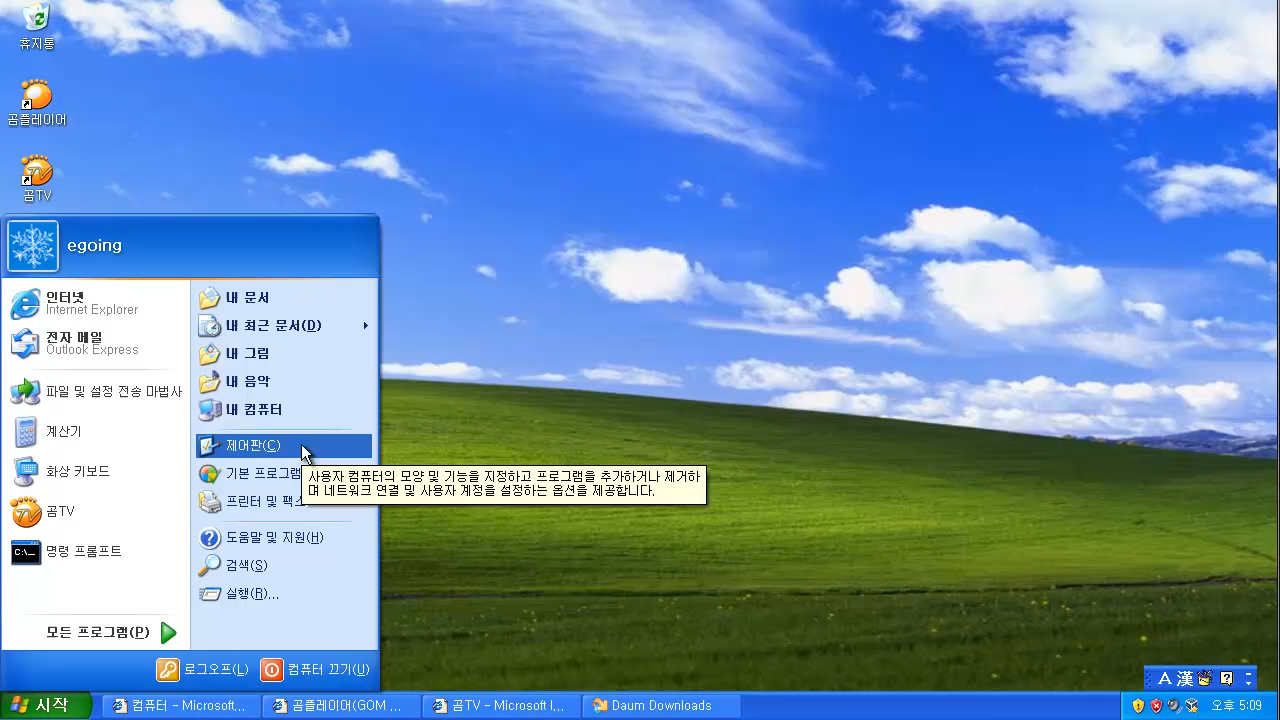 휴지통
곰플레이어
곰TV
egoing
인터넷
Internet Explorer
전자 메일
Outlook Express
파일 및 설정 전송 마법사
계산기
화상 키보드
곰TV
C:\_
명령 프롬프트
모든 프로그램(P)
내 문서
내 최근 문서(D)
내 그림
내 음악
내 컴퓨터
제어판(C)
기본 프로그램
프린터 및 팩스
사용자 컴퓨터의 모양 및 기능을 지정하고 프로그램을 추가하거나 제거하
며 네트워크 연결 및 사용자 계정을 설정하는 옵션을 제공합니다.
도움말 및 지원(H)
검색(S)
실행(R)...
로그오프(L)
컴퓨터 끄기(U)
A 漢
시작
컴퓨터 - Microsoft...
곰플레이어(GOM ...
곰TV - Microsoft I...
Daum Downloads
오후 5:09